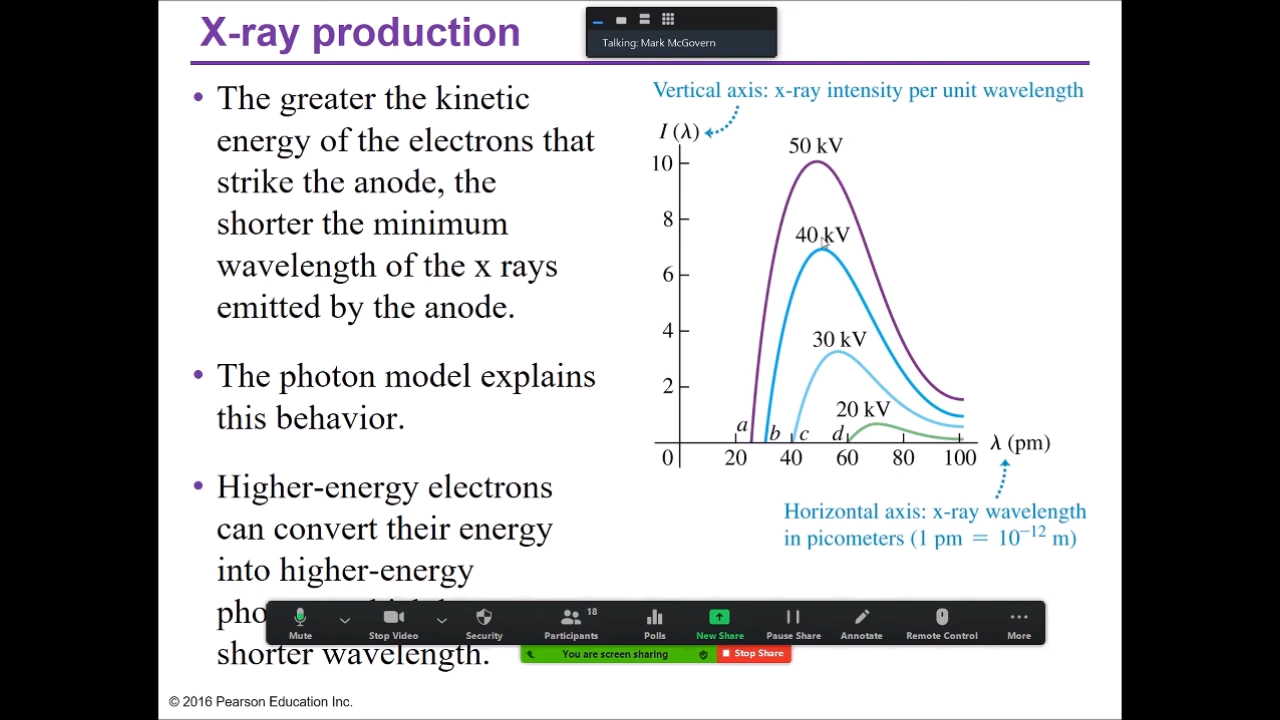 X-ray production
Talking: Mark McGovern
• The greater the kinetic
energy of the electrons that
strike the anode, the
shorter the minimum
wavelength of the x rays
emitted by the anode.
• The photon model explains
this behavior.
• Higher-energy electrons
can convert their energy
into higher-energy
shorter wavelength.
Vertical axis: x-ray intensity per unit wavelength
I (λ)
10
8
6
4
2
0
50 kV
40 kV
30 kV
20 kV
a b c d
20 40 60 80 100
λ (pm)
Horizontal axis: x-ray wavelength
in picometers (1 pm = 10⁻¹² m)
Mute
Stop Video
Security
18
Participants
Polls
New Share
Pause Share
Annotate
Remote Control
More
You are screen sharing
Stop Share
© 2016 Pearson Education Inc.